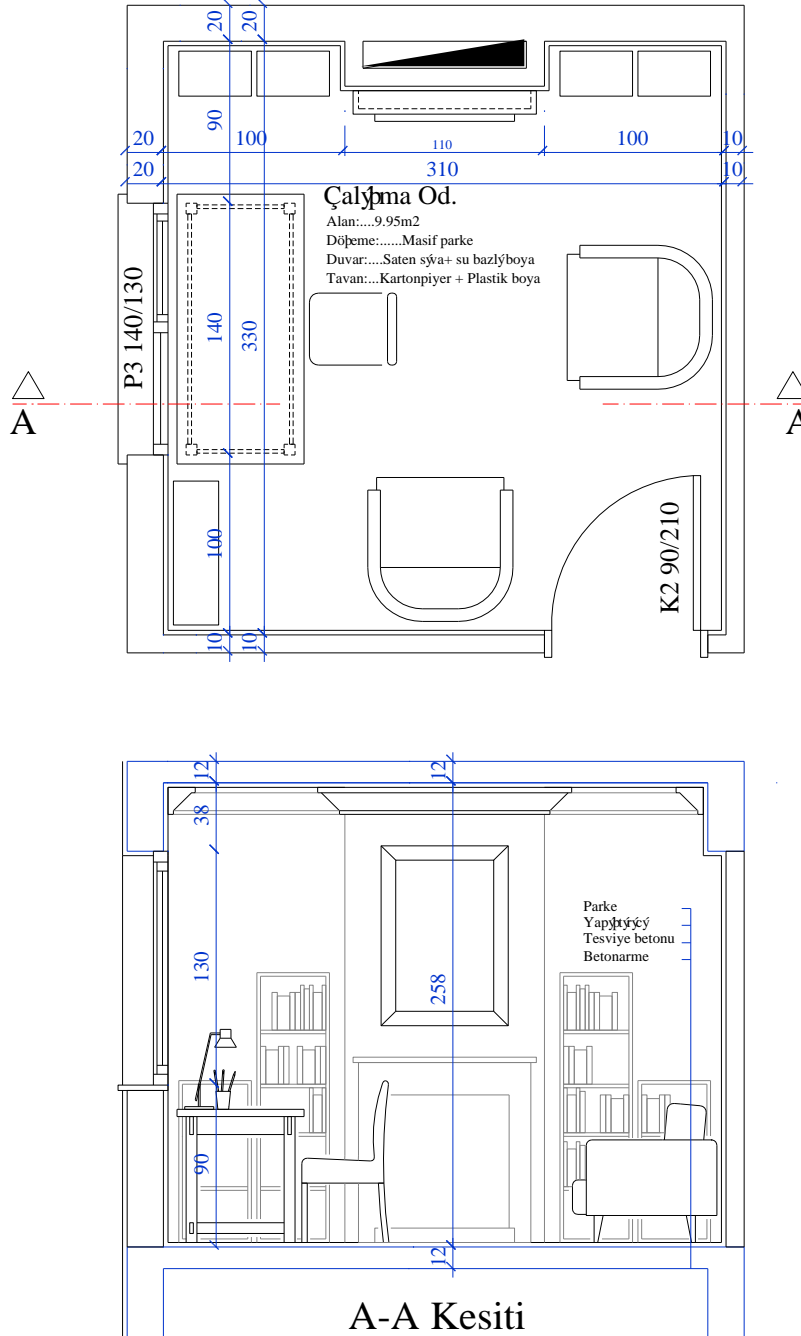 20 20
90
20 100 110 100 10
20 310 10
Çalýþma Od.
Alan:....9.95m2
Döþeme:......Masif parke
Duvar:....Saten sýva+ su bazlýboya
Tavan:...Kartonpiyer + Plastik boya
P3 140/130
140 330
A A
100
K2 90/210
10 10
12 12
38
Parke
Yapýþtýrýcý
Tesviye betonu
Betonarme
130 258
90
12
A-A Kesiti